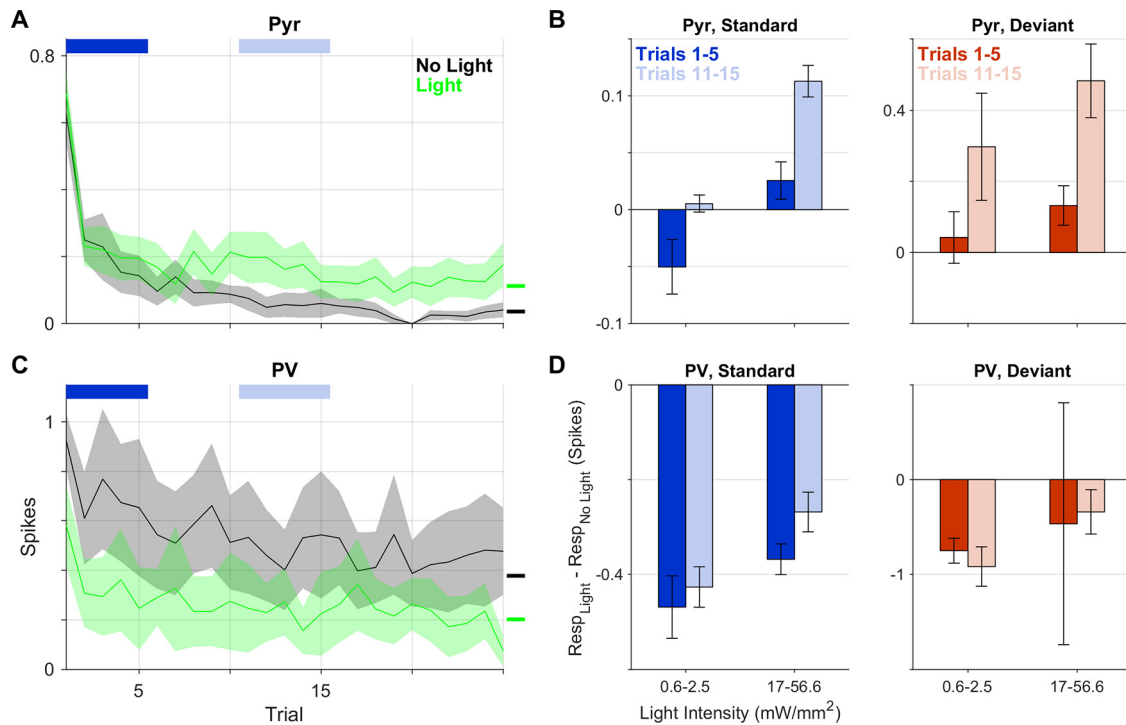 A
Pyr
0.8
No Light
Light
0
B
Pyr, Standard
Trials 1-5
Trials 11-15
0.1
0
-0.1
Pyr, Deviant
Trials 1-5
Trials 11-15
0.4
0
C
PV
1
Spikes
0
5
15
Trial
D
PV, Standard
0
-0.4
Resp_Light - Resp_No Light (Spikes)
0.6-2.5
17-56.6
Light Intensity (mW/mm²)
PV, Deviant
0
-1
0.6-2.5
17-56.6